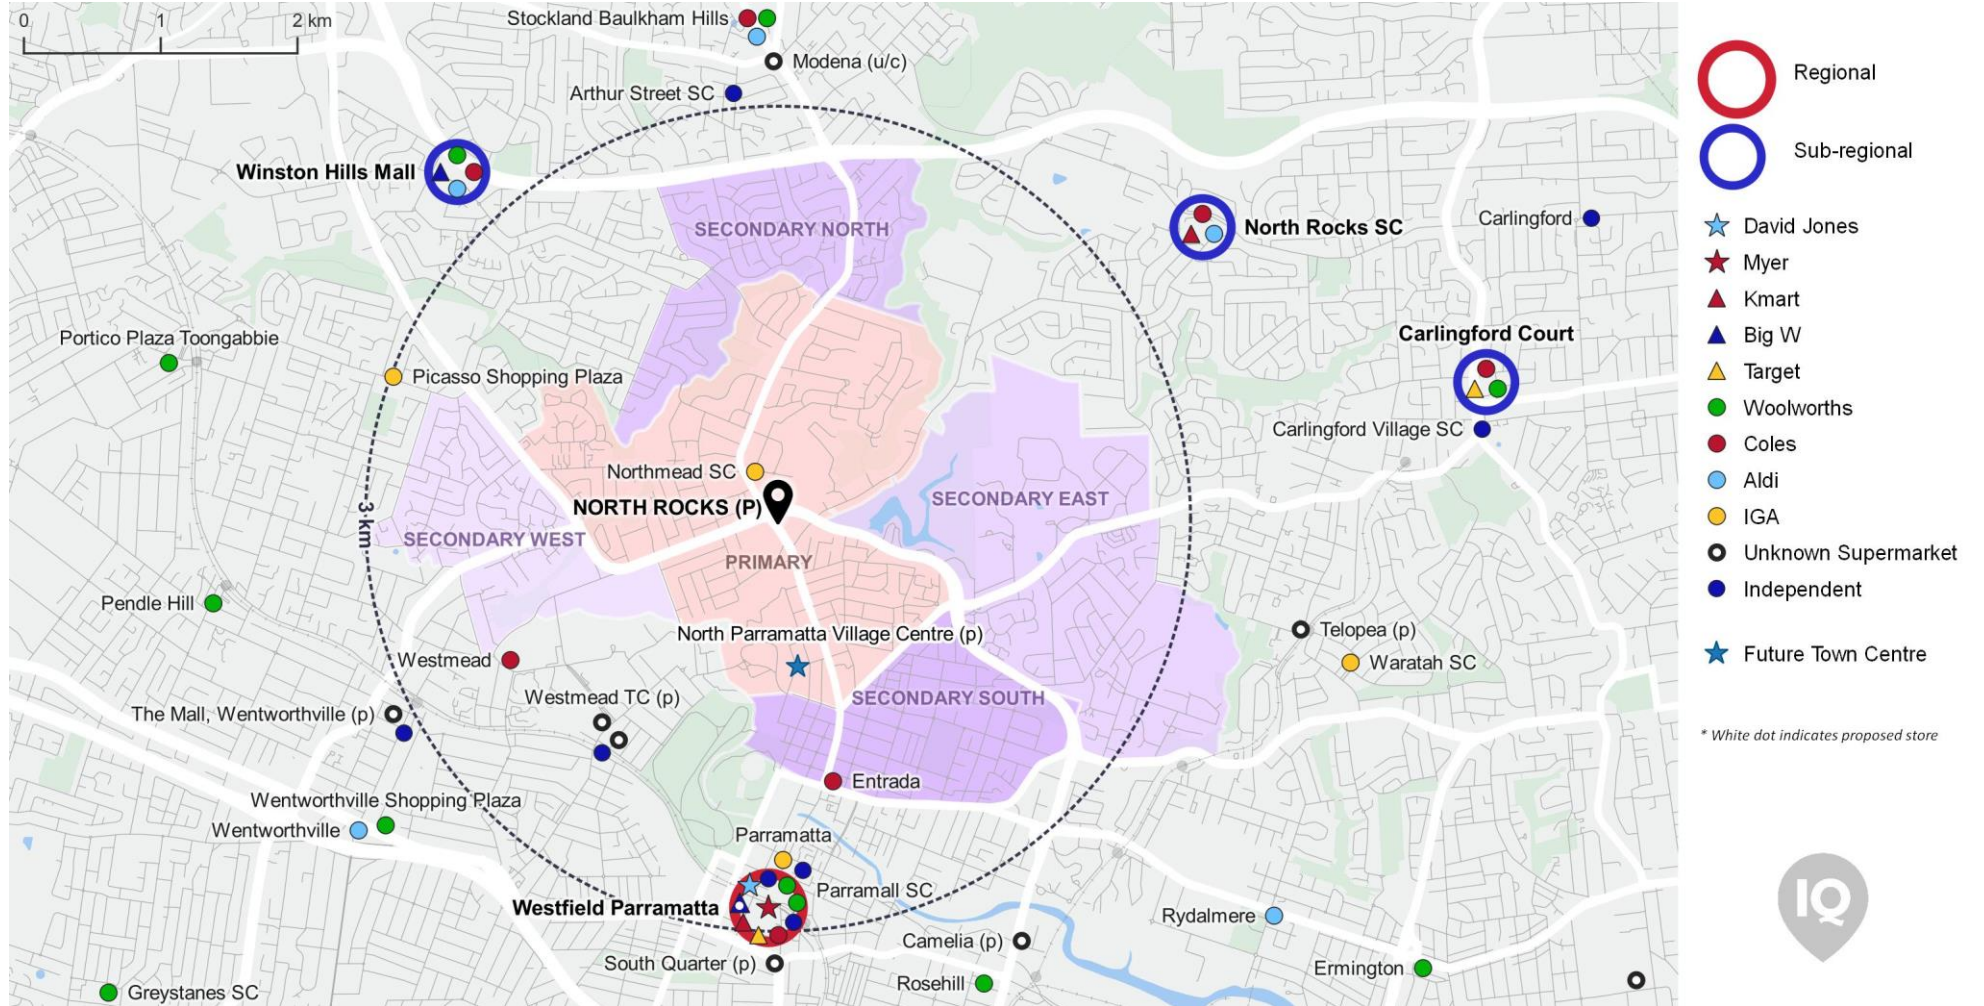 0 1 2 km
Stockland Baulkham Hills
Modena (u/c)
Arthur Street SC
Winston Hills Mall
SECONDARY NORTH
North Rocks SC
Carlingford
Portico Plaza Toongabbie
Carlingford Court
Picasso Shopping Plaza
Carlingford Village SC
Northmead SC
SECONDARY EAST
NORTH ROCKS (P)
3 km
SECONDARY WEST
PRIMARY
Pendle Hill
North Parramatta Village Centre (p)
Telopea (p)
Westmead
Waratah SC
Westmead TC (p)
SECONDARY SOUTH
The Mall, Wentworthville (p)
Entrada
Wentworthville Shopping Plaza
Wentworthville
Parramatta
Parramall SC
Westfield Parramatta
Rydalmere
Camelia (p)
South Quarter (p)
Ermington
Rosehill
Greystanes SC
Regional
Sub-regional
David Jones
Myer
Kmart
Big W
Target
Woolworths
Coles
Aldi
IGA
Unknown Supermarket
Independent
Future Town Centre
* White dot indicates proposed store
IQ